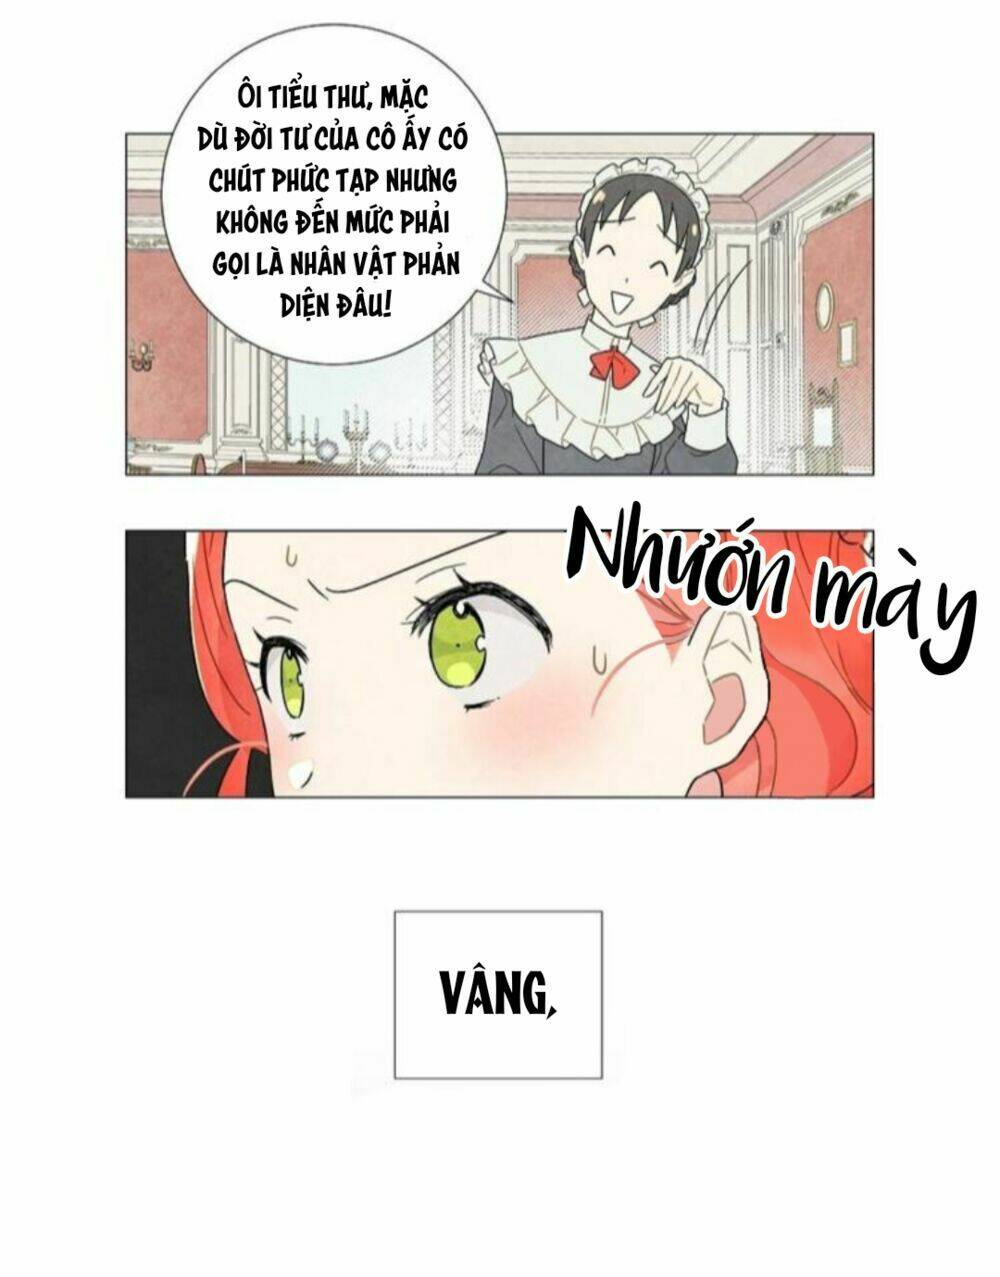 ÔI TIỂU THƯ, MẶC
DÙ ĐỜI TƯ CỦA CÔ ẤY CÓ
CHÚT PHỨC TẠP NHƯNG
KHÔNG ĐẾN MỨC PHẢI
GỌI LÀ NHÂN VẬT PHẢN
DIỆN ĐÂU!
Nhướn mày
VÂNG,